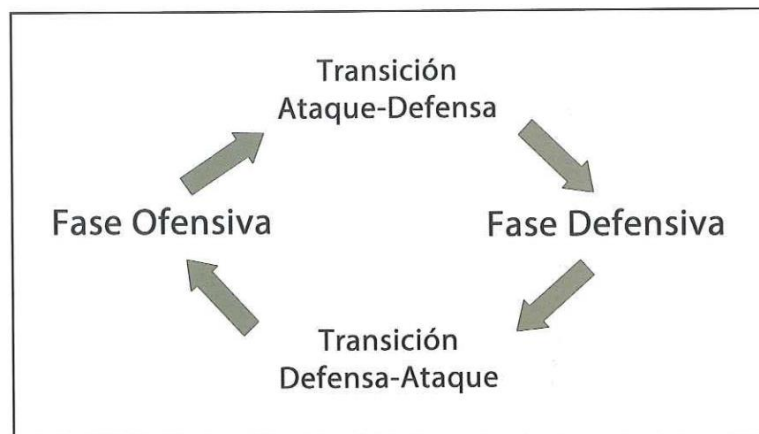 Transición
Ataque-Defensa
Fase Ofensiva
Fase Defensiva
Transición
Defensa-Ataque